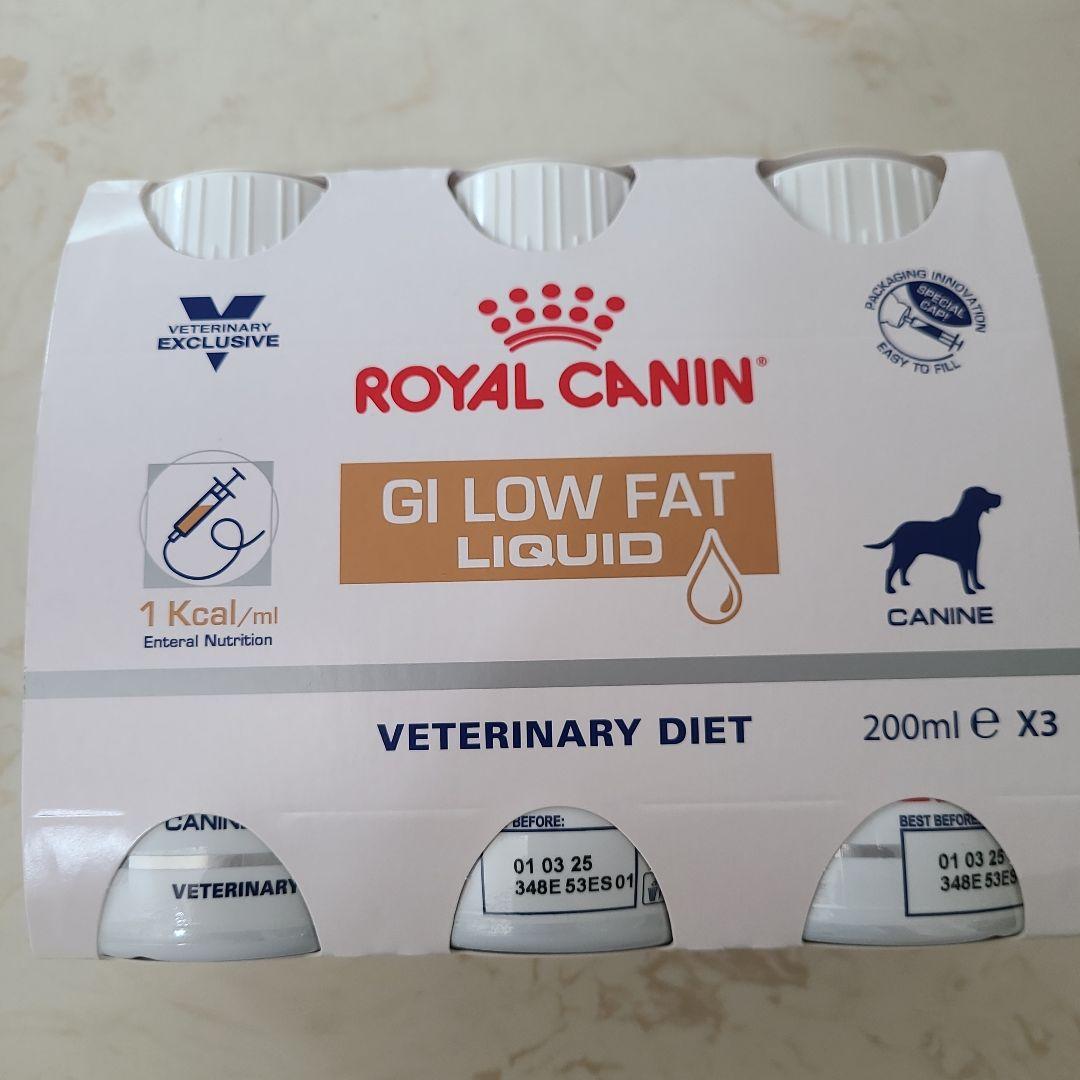 VETERINARY
EXCLUSIVE
ROYAL CANIN®
PACKAGING INNOVATION
SPECIAL
CAP!
EASY TO FILL
GI LOW FAT
LIQUID
1 Kcal/ml
Enteral Nutrition
CANINE
VETERINARY DIET
200ml e X3
CANIN
VETERINARY
BEFORE:
01 03 25
348E 53ES 01
BEST BEFORE
01 03 25
348E 53ES